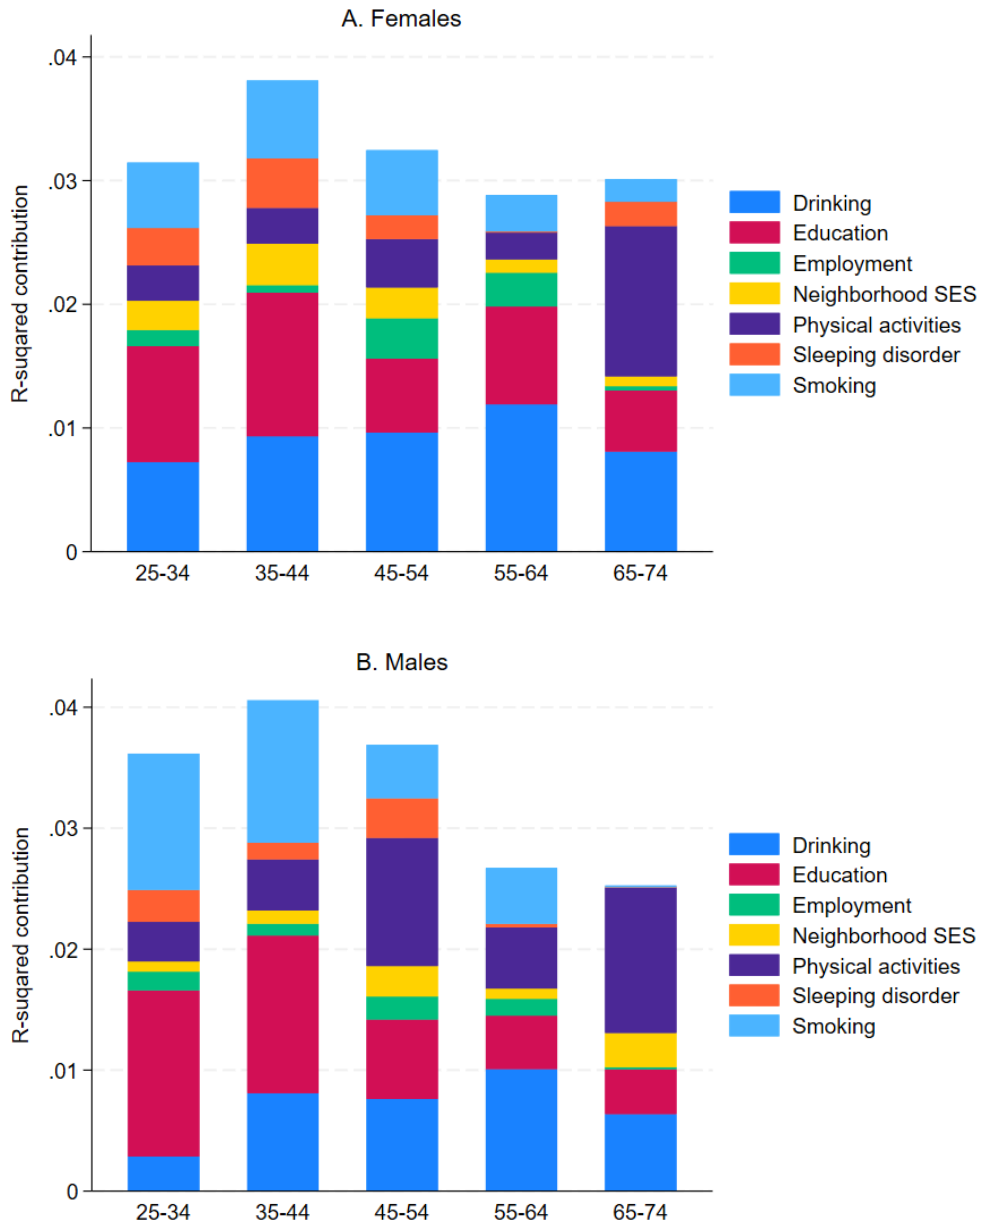 A. Females
R-suqared contribution
.04
.03
.02
.01
0
25-34 35-44 45-54 55-64 65-74
Drinking
Education
Employment
Neighborhood SES
Physical activities
Sleeping disorder
Smoking
B. Males
R-suqared contribution
.04
.03
.02
.01
0
25-34 35-44 45-54 55-64 65-74
Drinking
Education
Employment
Neighborhood SES
Physical activities
Sleeping disorder
Smoking